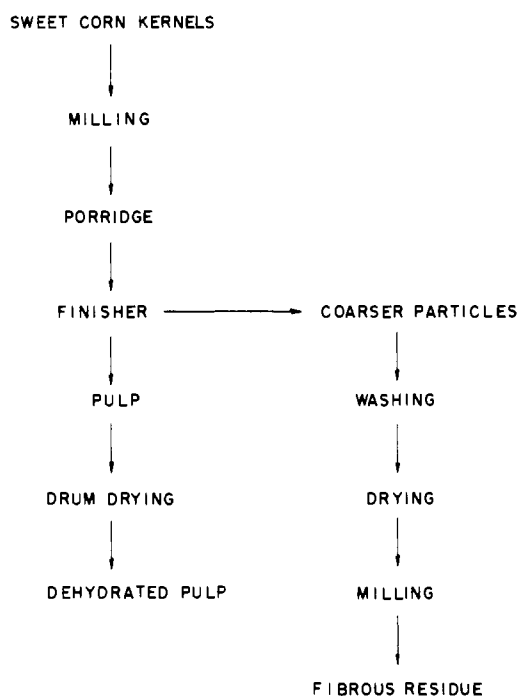 SWEET CORN KERNELS
MILLING
PORRIDGE
FINISHER
COARSER PARTICLES
PULP
WASHING
DRUM DRYING
DRYING
DEHYDRATED PULP
MILLING
FIBROUS RESIDUE